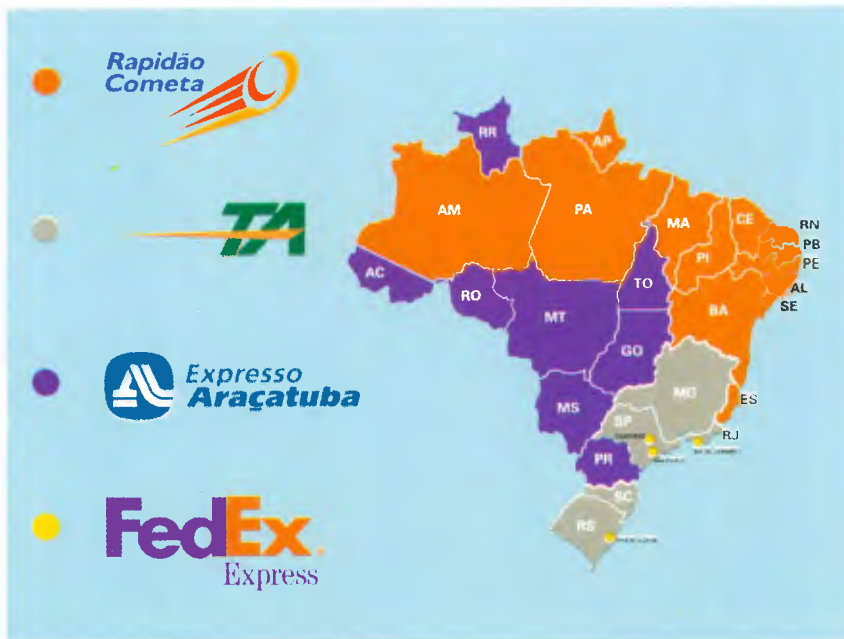 Rapidão
Cometa
TA
Expresso
Araçatuba
FedEx
Express
RR
AP
AM
PA
MA
CE
RN
PB
PE
PI
AC
RO
TO
AL
SE
BA
MT
GO
MG
ES
MS
SP
RJ
PR
SC
RS